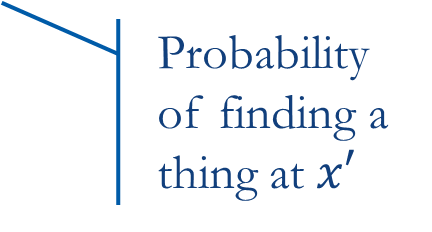 Probability
of finding a
thing at 𝑥′